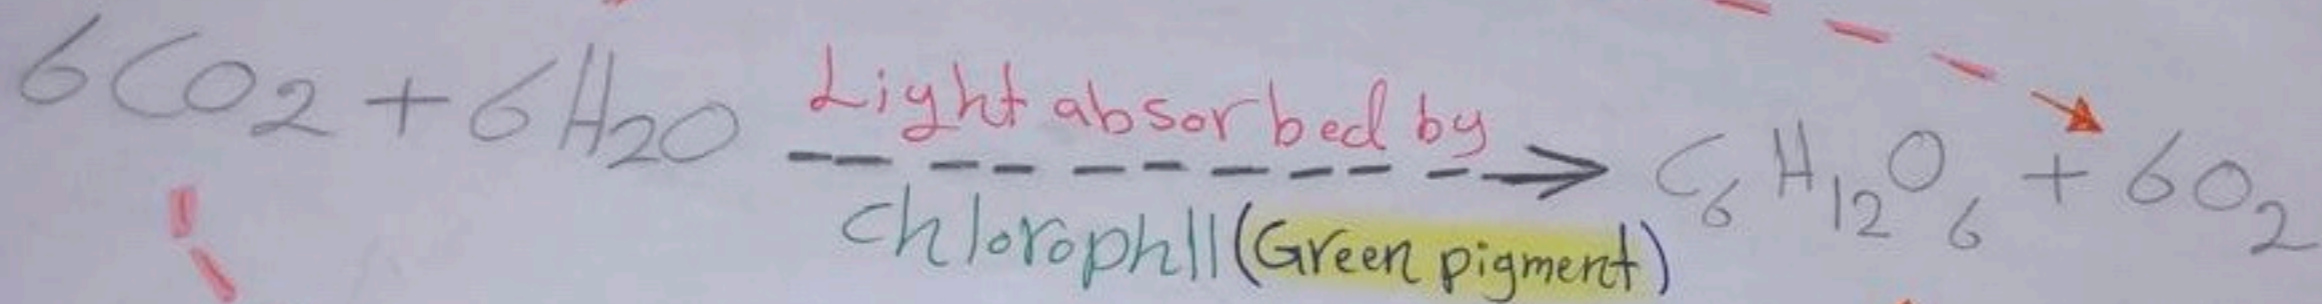 6CO2 + 6H2O Light absorbed by C6H12O6 + 6O2
Chlorophll (Green pigment)